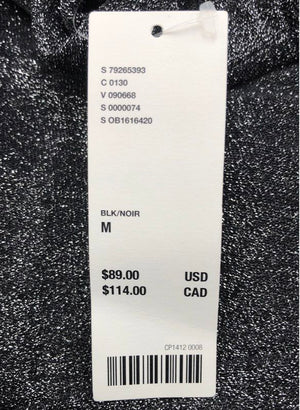 S 79265393
C 0130
V 090668
S 0000074
S OB1616420
BLK/NOIR
M
$89.00 USD
$114.00 CAD
CP1412 0008